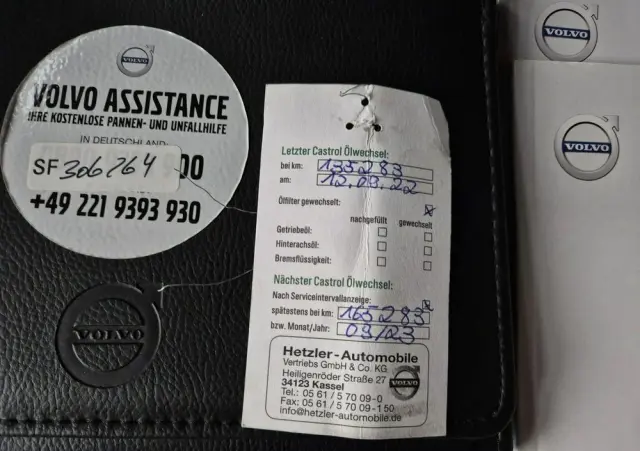 VOLVO
VOLVO
VOLVO
VOLVO ASSISTANCE
IHRE KOSTENLOSE PANNEN- UND UNFALLHILFE
IN DEUTSCHLAND
SF 306264
00
+49 221 9393 930
VOLVO
Letzter Castrol Ölwechsel:
bei km: 135283
am: 12.09.22
Ölfilter gewechselt:
nachgefüllt gewechselt
Getriebeöl:
Hinterachsöl:
Bremsflüssigkeit:
Nächster Castrol Ölwechsel:
Nach Serviceintervallanzeige:
spätestens bei km: 165283
bzw. Monat/Jahr: 09/23
Hetzler-Automobile
Vertriebs GmbH & Co. KG
Heiligenröder Straße 27
34123 Kassel
Tel.: 05 61 / 5 70 09-0
Fax: 05 61 / 5 70 09-150
info@hetzler-automobile.de
VOLVO